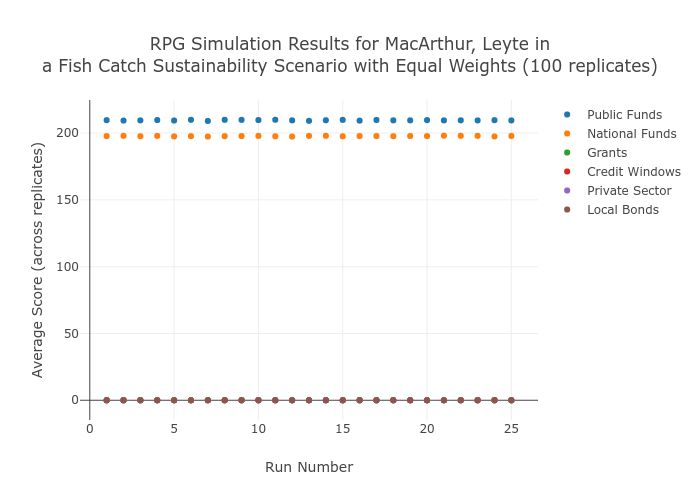 RPG Simulation Results for MacArthur, Leyte in
a Fish Catch Sustainability Scenario with Equal Weights (100 replicates)
Public Funds
National Funds
Grants
Credit Windows
Private Sector
Local Bonds
Average Score (across replicates)
200
150
100
50
0
0 5 10 15 20 25
Run Number